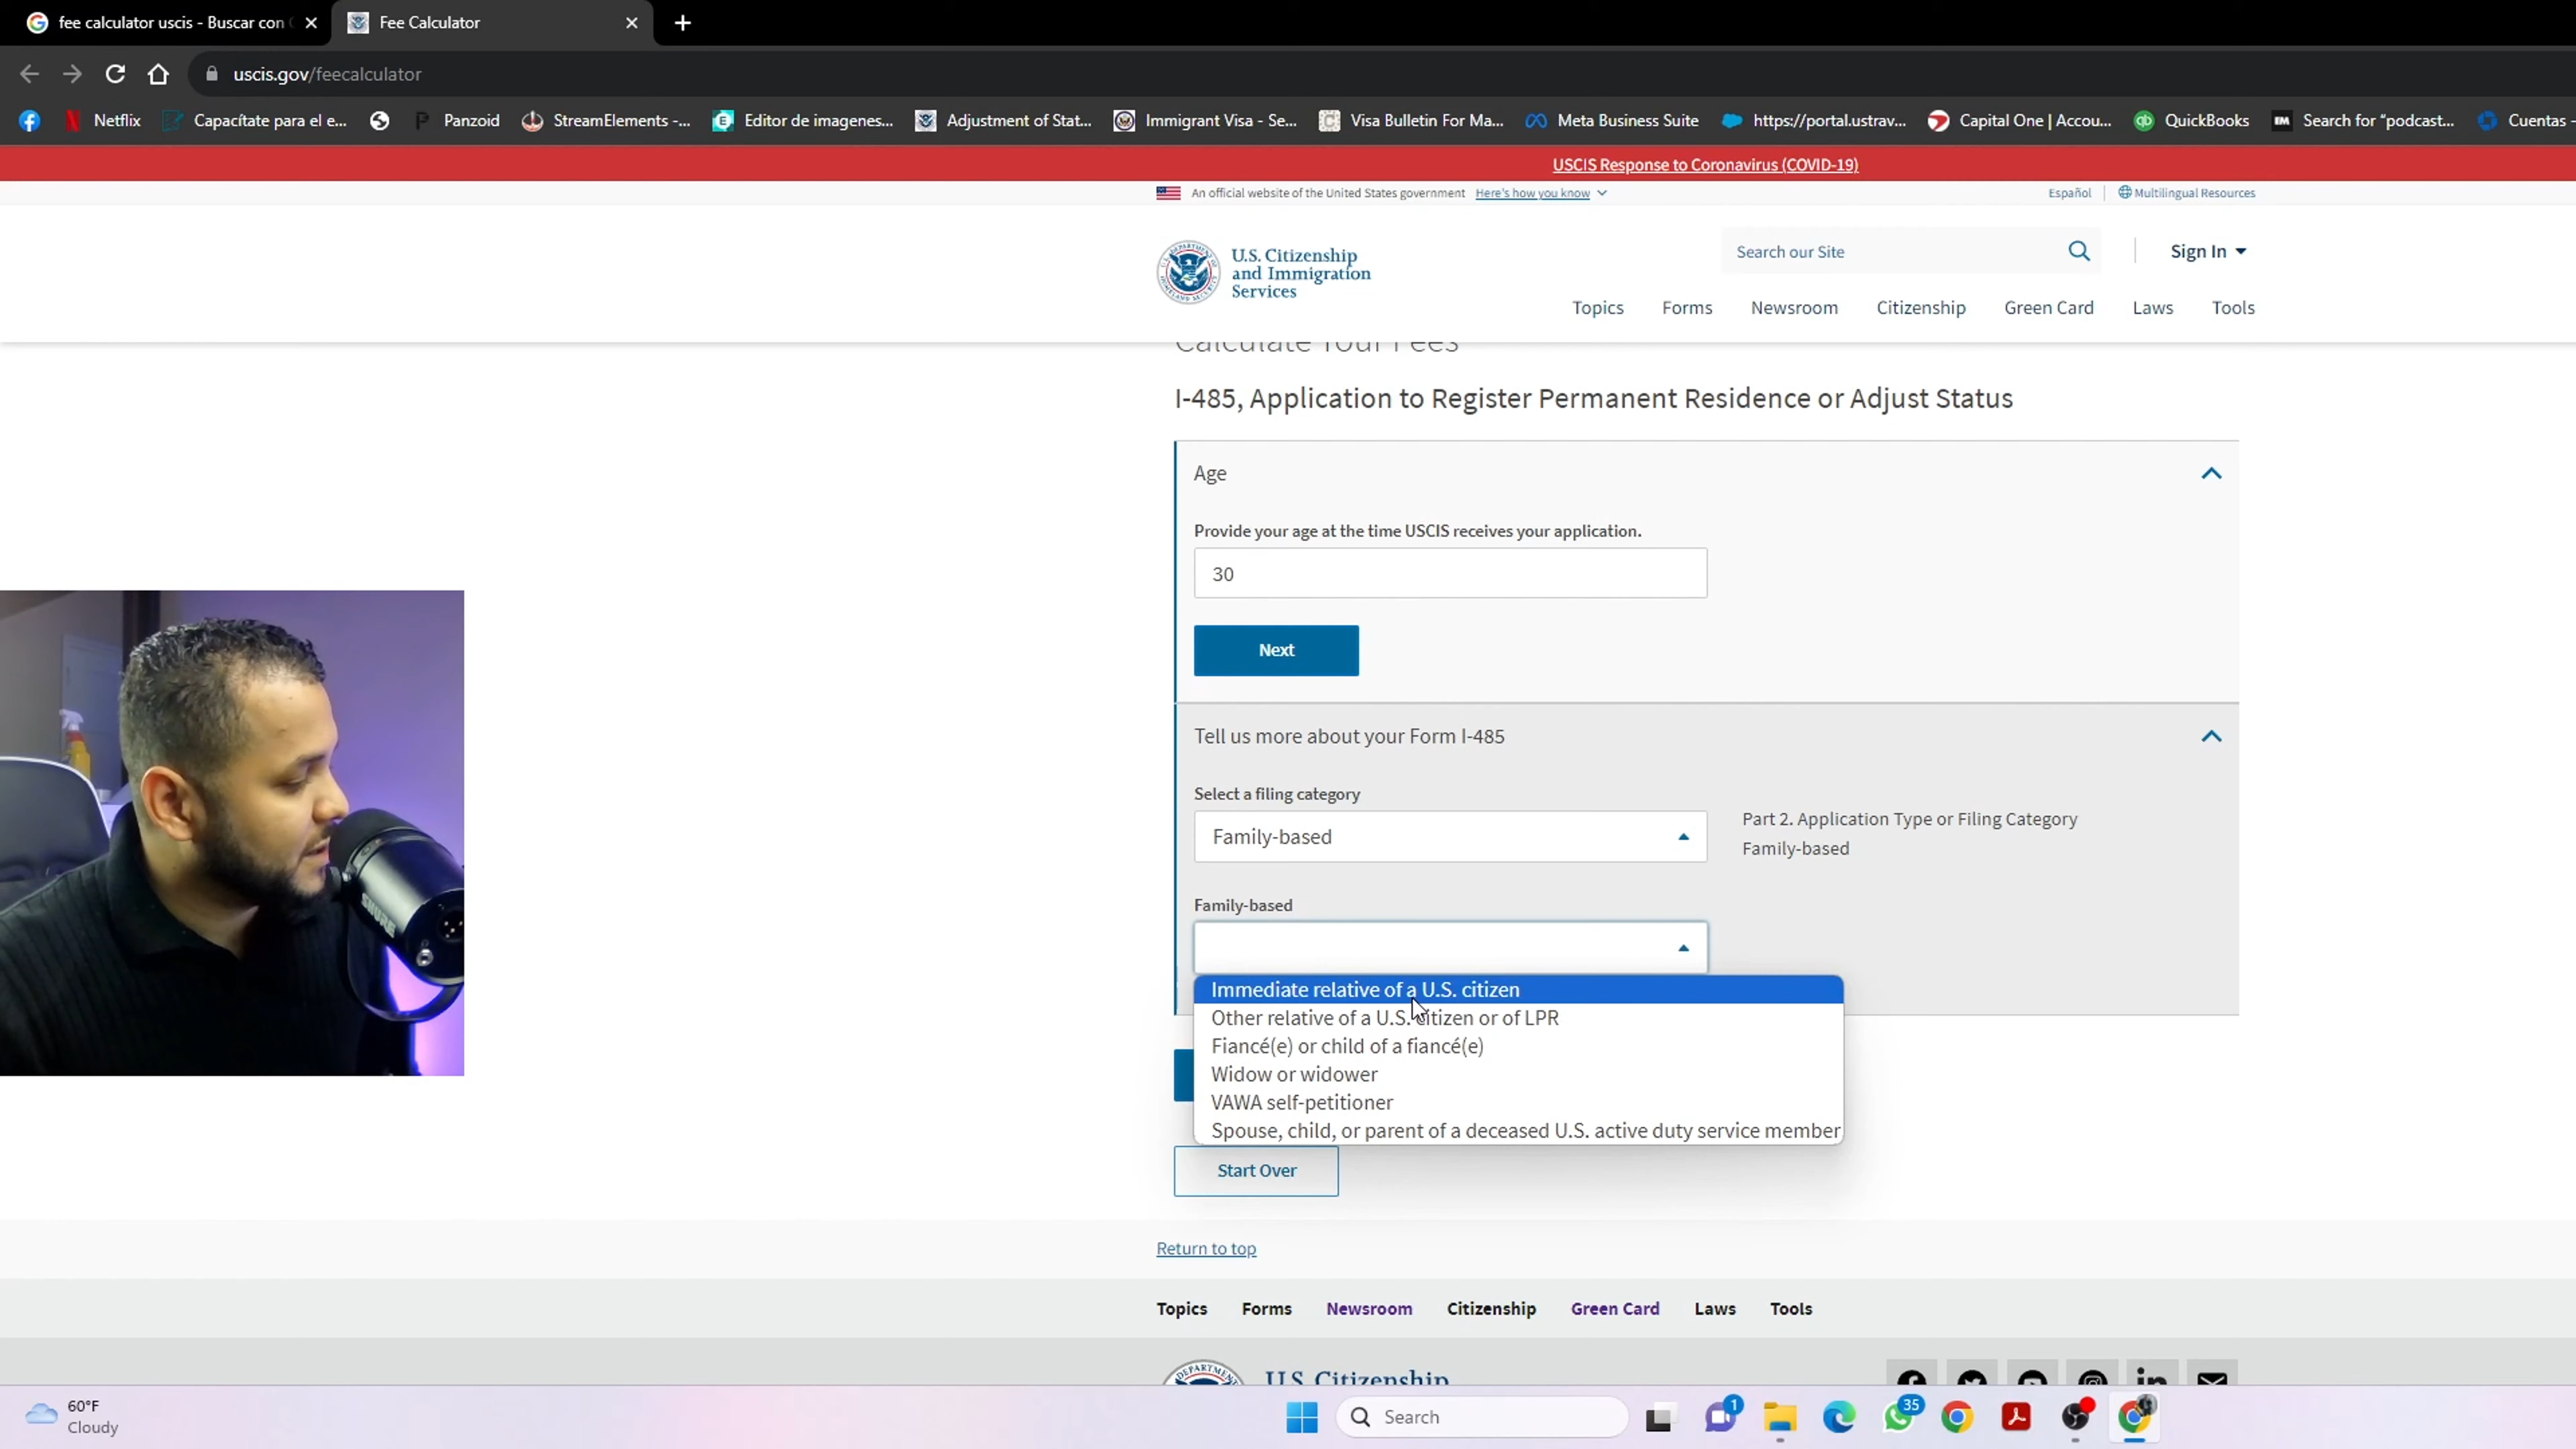 fee calculator uscis - Buscar con
Fee Calculator
uscis.gov/feecalculator
Netflix
Capacítate para el e...
Panzoid
StreamElements -...
Editor de imagenes...
Adjustment of Stat...
Immigrant Visa - Se...
Visa Bulletin For Ma...
Meta Business Suite
https://portal.ustrav...
Capital One | Accou...
QuickBooks
Search for “podcast...
Cuentas -
USCIS Response to Coronavirus (COVID-19)
An official website of the United States government Here's how you know
Español
Multilingual Resources
U.S. Citizenship
and Immigration
Services
Search our Site
Sign In
Topics
Forms
Newsroom
Citizenship
Green Card
Laws
Tools
Calculate Your Fees
I-485, Application to Register Permanent Residence or Adjust Status
Age
Provide your age at the time USCIS receives your application.
30
Next
Tell us more about your Form I-485
Select a filing category
Family-based
Part 2. Application Type or Filing Category
Family-based
Family-based
Immediate relative of a U.S. citizen
Other relative of a U.S. citizen or of LPR
Fiancé(e) or child of a fiancé(e)
Widow or widower
VAWA self-petitioner
Spouse, child, or parent of a deceased U.S. active duty service member
Start Over
Return to top
Topics
Forms
Newsroom
Citizenship
Green Card
Laws
Tools
U.S. Citizenship
SHURE
60°F
Cloudy
Search
1
35